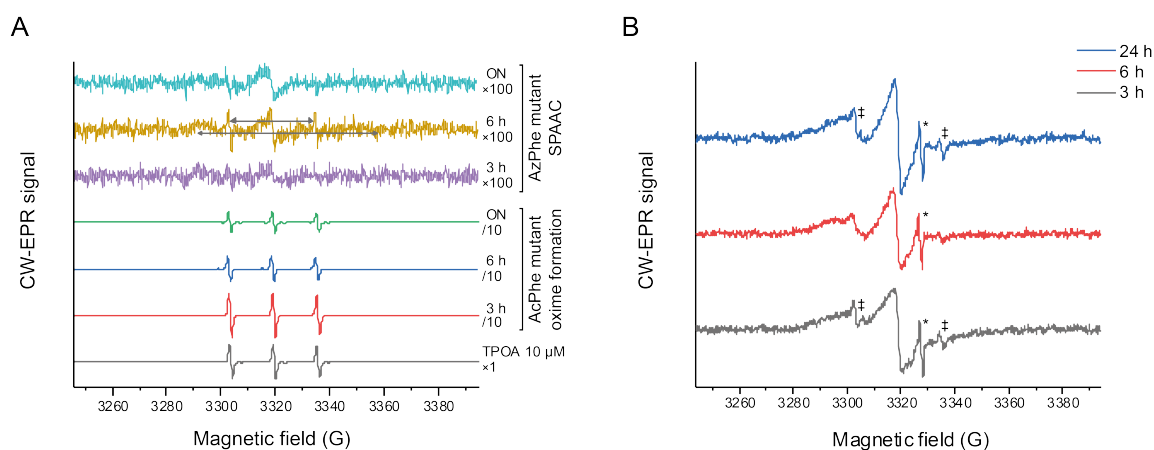 A
CW-EPR signal
ON
×100
6 h
×100
3 h
×100
AzPhe mutant
SPAAC
ON
/10
6 h
/10
3 h
/10
AcPhe mutant
oxime formation
TPOA 10 µM
×1
3260 3280 3300 3320 3340 3360 3380
Magnetic field (G)
B
24 h
6 h
3 h
CW-EPR signal
‡ * ‡
*
‡ * ‡
3260 3280 3300 3320 3340 3360 3380
Magnetic field (G)